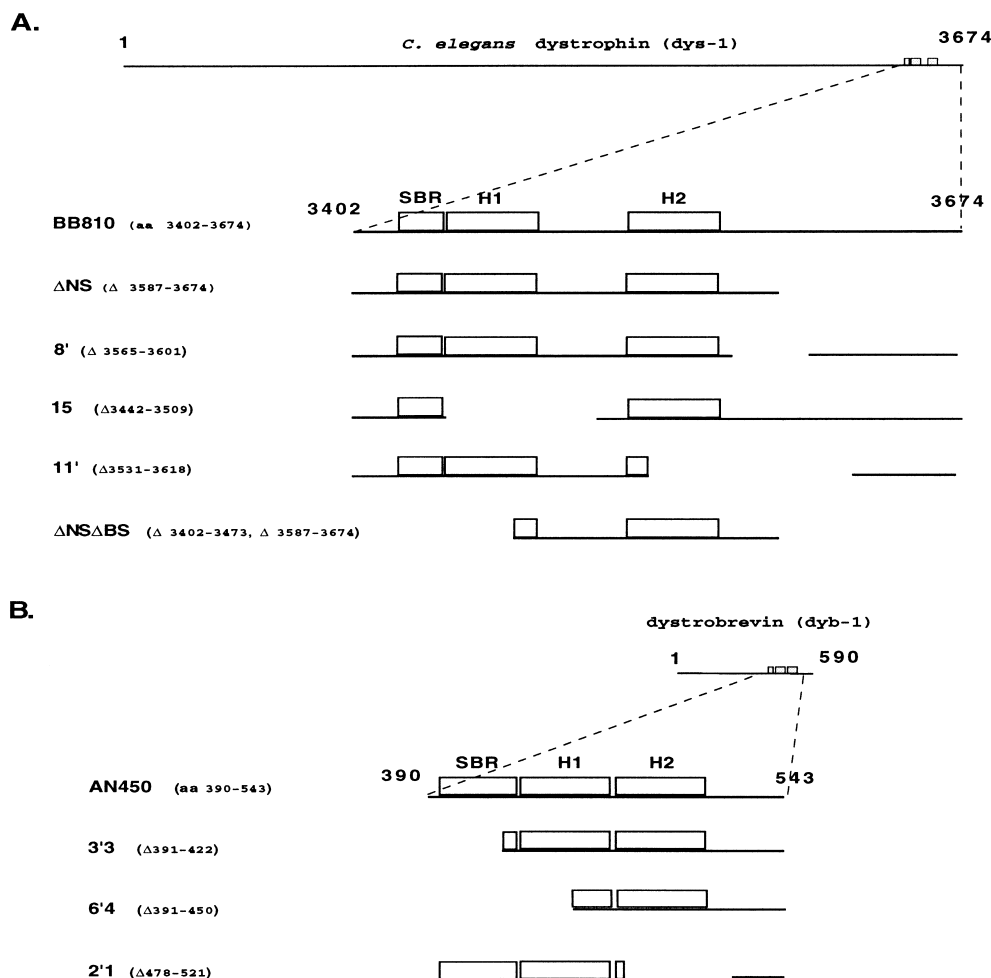 A.
1 C. elegans dystrophin (dys-1) 3674
SBR H1 H2
3402 3674
BB810 (aa 3402-3674)
ΔNS (Δ 3587-3674)
8' (Δ 3565-3601)
15 (Δ3442-3509)
11' (Δ3531-3618)
ΔNSΔBS (Δ 3402-3473, Δ 3587-3674)
B.
dystrobrevin (dyb-1)
1 590
SBR H1 H2
390 543
AN450 (aa 390-543)
3'3 (Δ391-422)
6'4 (Δ391-450)
2'1 (Δ478-521)